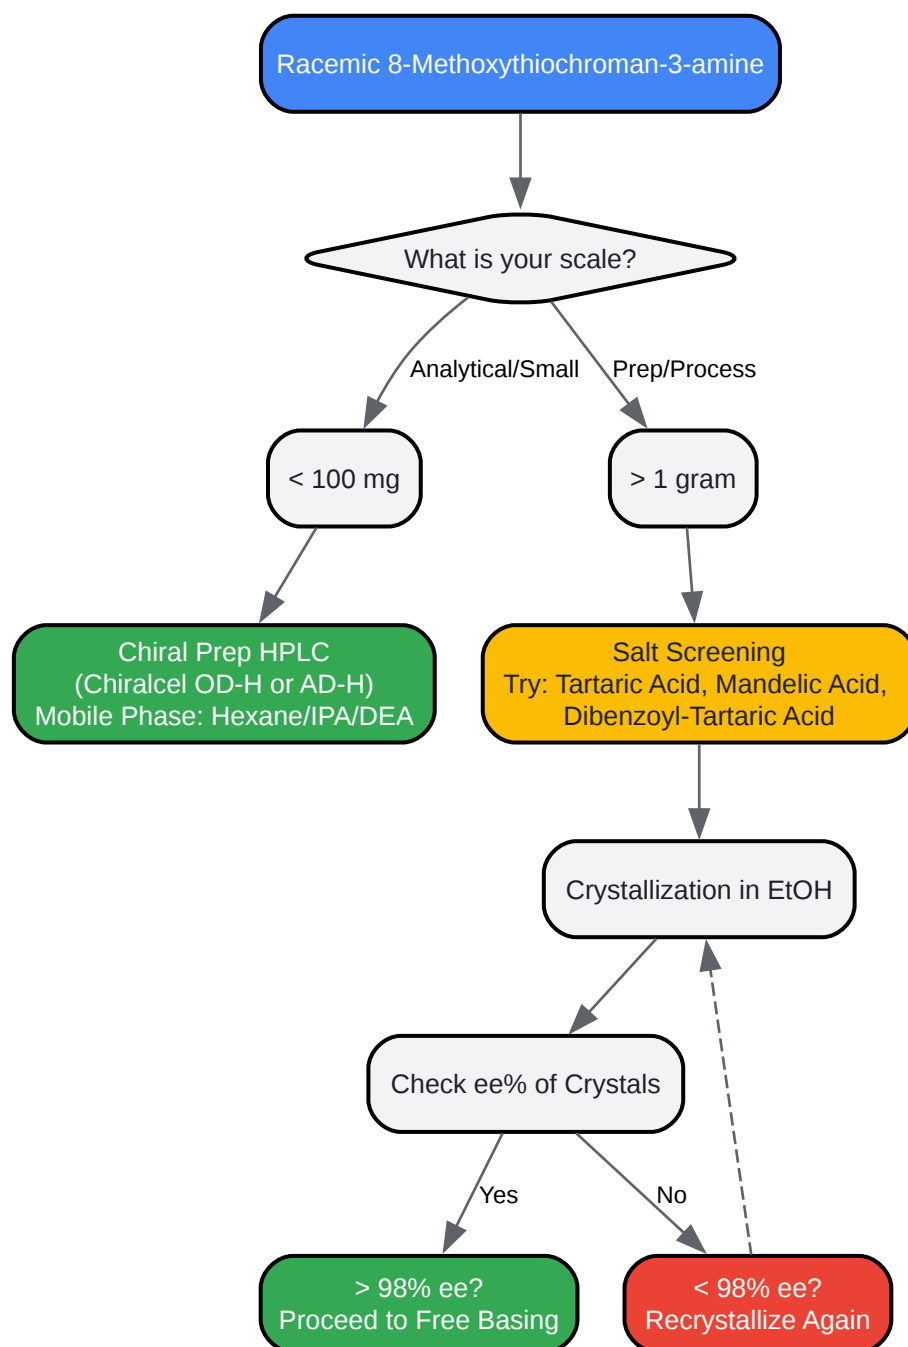 Racemic 8-Methoxythiochroman-3-amine
What is your scale?
Analytical/Small
Prep/Process
< 100 mg
> 1 gram
Chiral Prep HPLC
(Chiralcel OD-H or AD-H)
Mobile Phase: Hexane/IPA/DEA
Salt Screening
Try: Tartaric Acid, Mandelic Acid,
Dibenzoyl-Tartaric Acid
Crystallization in EtOH
Check ee% of Crystals
Yes
No
> 98% ee?
Proceed to Free Basing
< 98% ee?
Recrystallize Again